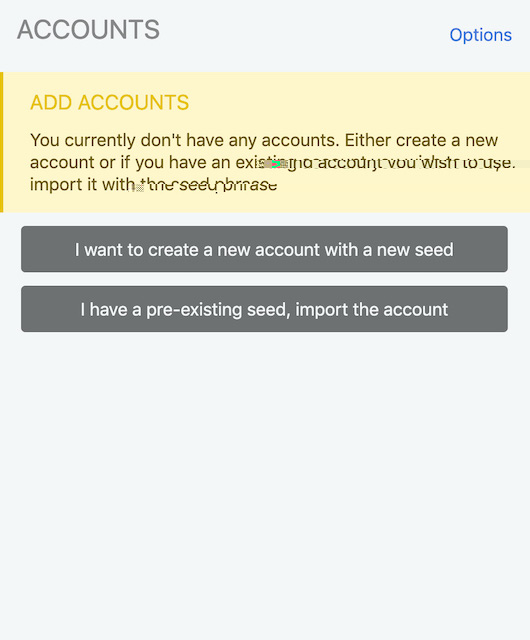 ACCOUNTS
Options
ADD ACCOUNTS
You currently don't have any accounts. Either create a new
account or if you have an existing account you wish to use.
import it with the seed phrase
I want to create a new account with a new seed
I have a pre-existing seed, import the account